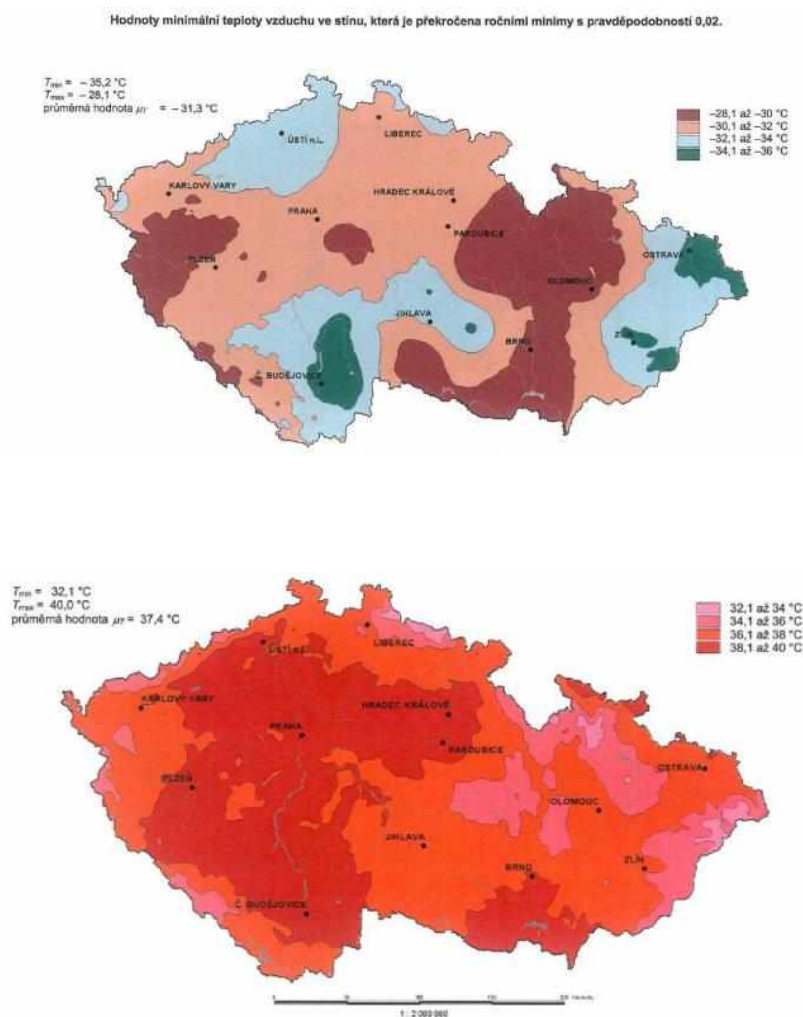 Hodnoty minimální teploty vzduchu ve stínu, která je překročena ročními minimy s pravděpodobností 0,02.
Tmin = – 35,2 °C
Tmax = – 28,1 °C
průměrná hodnota μT = – 31,3 °C
–28,1 až –30 °C
–30,1 až –32 °C
–32,1 až –34 °C
–34,1 až –36 °C
LIBEREC
ÚSTÍ n.L.
KARLOVY VARY
HRADEC KRÁLOVÉ
PRAHA
PARDUBICE
OSTRAVA
PLZEŇ
OLOMOUC
JIHLAVA
BRNO
BUDĚJOVICE
Tmin = 32,1 °C
Tmax = 40,0 °C
průměrná hodnota μT = 37,4 °C
32,1 až 34 °C
34,1 až 36 °C
36,1 až 38 °C
38,1 až 40 °C
LIBEREC
ÚSTÍ n.L.
KARLOVY VARY
HRADEC KRÁLOVÉ
PRAHA
PARDUBICE
OSTRAVA
PLZEŇ
OLOMOUC
JIHLAVA
ZLÍN
BRNO
Č. BUDĚJOVICE
1 : 2 000 000